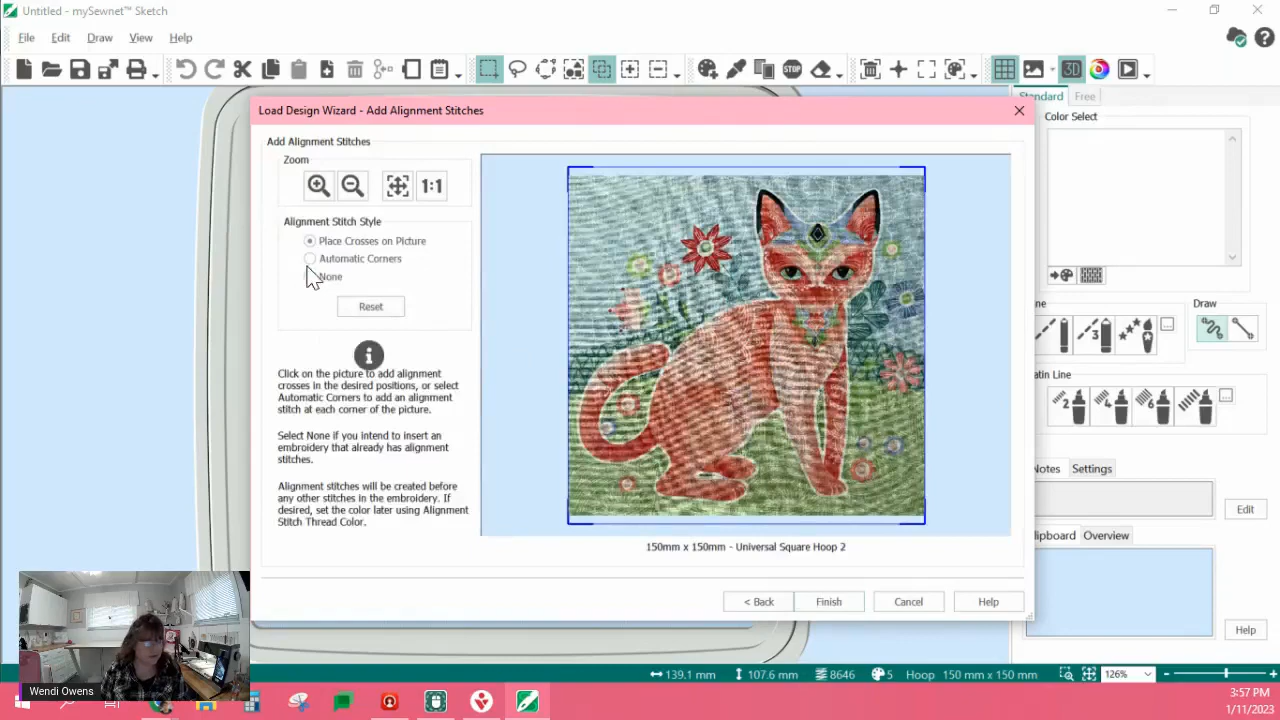 Untitled - mySewnet™ Sketch
File Edit Draw View Help
STOP
3D
Load Design Wizard - Add Alignment Stitches
Standard Free
Color Select
Add Alignment Stitches
Zoom
1:1
Alignment Stitch Style
Place Crosses on Picture
Automatic Corners
None
Reset
Click on the picture to add alignment
crosses in the desired positions, or select
Automatic Corners to add an alignment
stitch at each corner of the picture.
Select None if you intend to insert an
embroidery that already has alignment
stitches.
Alignment stitches will be created before
any other stitches in the embroidery. If
desired, set the color later using Alignment
Stitch Thread Color.
150mm x 150mm - Universal Square Hoop 2
< Back Finish Cancel Help
Draw
3
2 4 6
Settings
Edit
Overview
Help
139.1 mm 107.6 mm 8646 5 Hoop 150 mm x 150 mm 126%
Wendi Owens
3:57 PM
1/11/2023